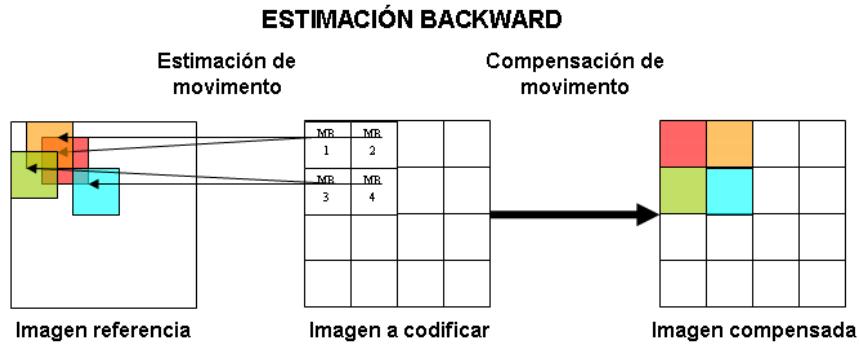 ESTIMACIÓN BACKWARD
Estimación de
movimento
Compensación de
movimento
MB
1
MB
2
MB
3
MB
4
Imagen referencia
Imagen a codificar
Imagen compensada